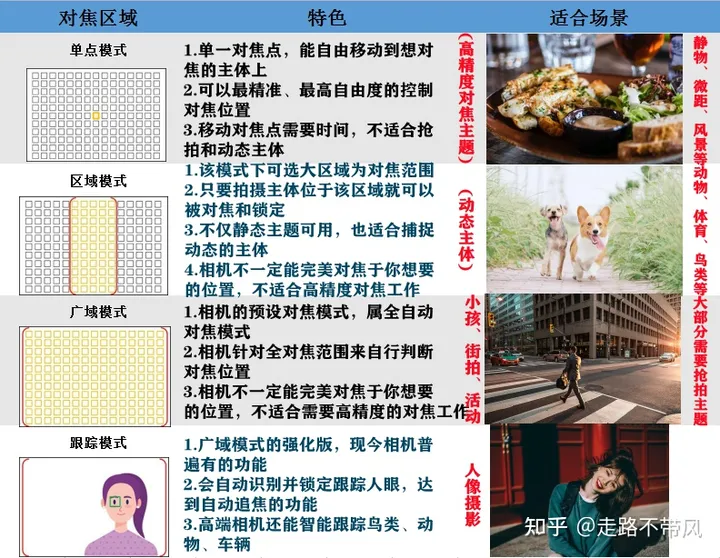 对焦区域
特色
适合场景
单点模式
1.单一对焦点，能自由移动到想对
焦的主体上
2.可以最精准、最高自由度的控制
对焦位置
3.移动对焦点需要时间，不适合抢
拍和动态主体
(高精度对焦主题)
静物、微距、风景等
区域模式
1.该模式下可选大区域为对焦范围
2.只要拍摄主体位于该区域就可以
被对焦和锁定
3.不仅静态主题可用，也适合捕捉
动态的主体
4.相机不一定能完美对焦于你想要
的位置，不适合高精度对焦工作
(动态主体)
动物、体育、鸟类等
广域模式
1.相机的预设对焦模式，属全自动
对焦模式
2.相机针对全对焦范围来自行判断
对焦位置
3.相机不一定能完美对焦于你想要
的位置，不适合需要高精度的对焦工作
小孩、街拍、活动
大部分需要抢拍主题
跟踪模式
1.广域模式的强化版，现今相机普
遍有的功能
2.会自动识别并锁定跟踪人眼，达
到自动追焦的功能
3.高端相机还能智能跟踪鸟类、动
物、车辆
人像摄影
知乎 @走路不带风